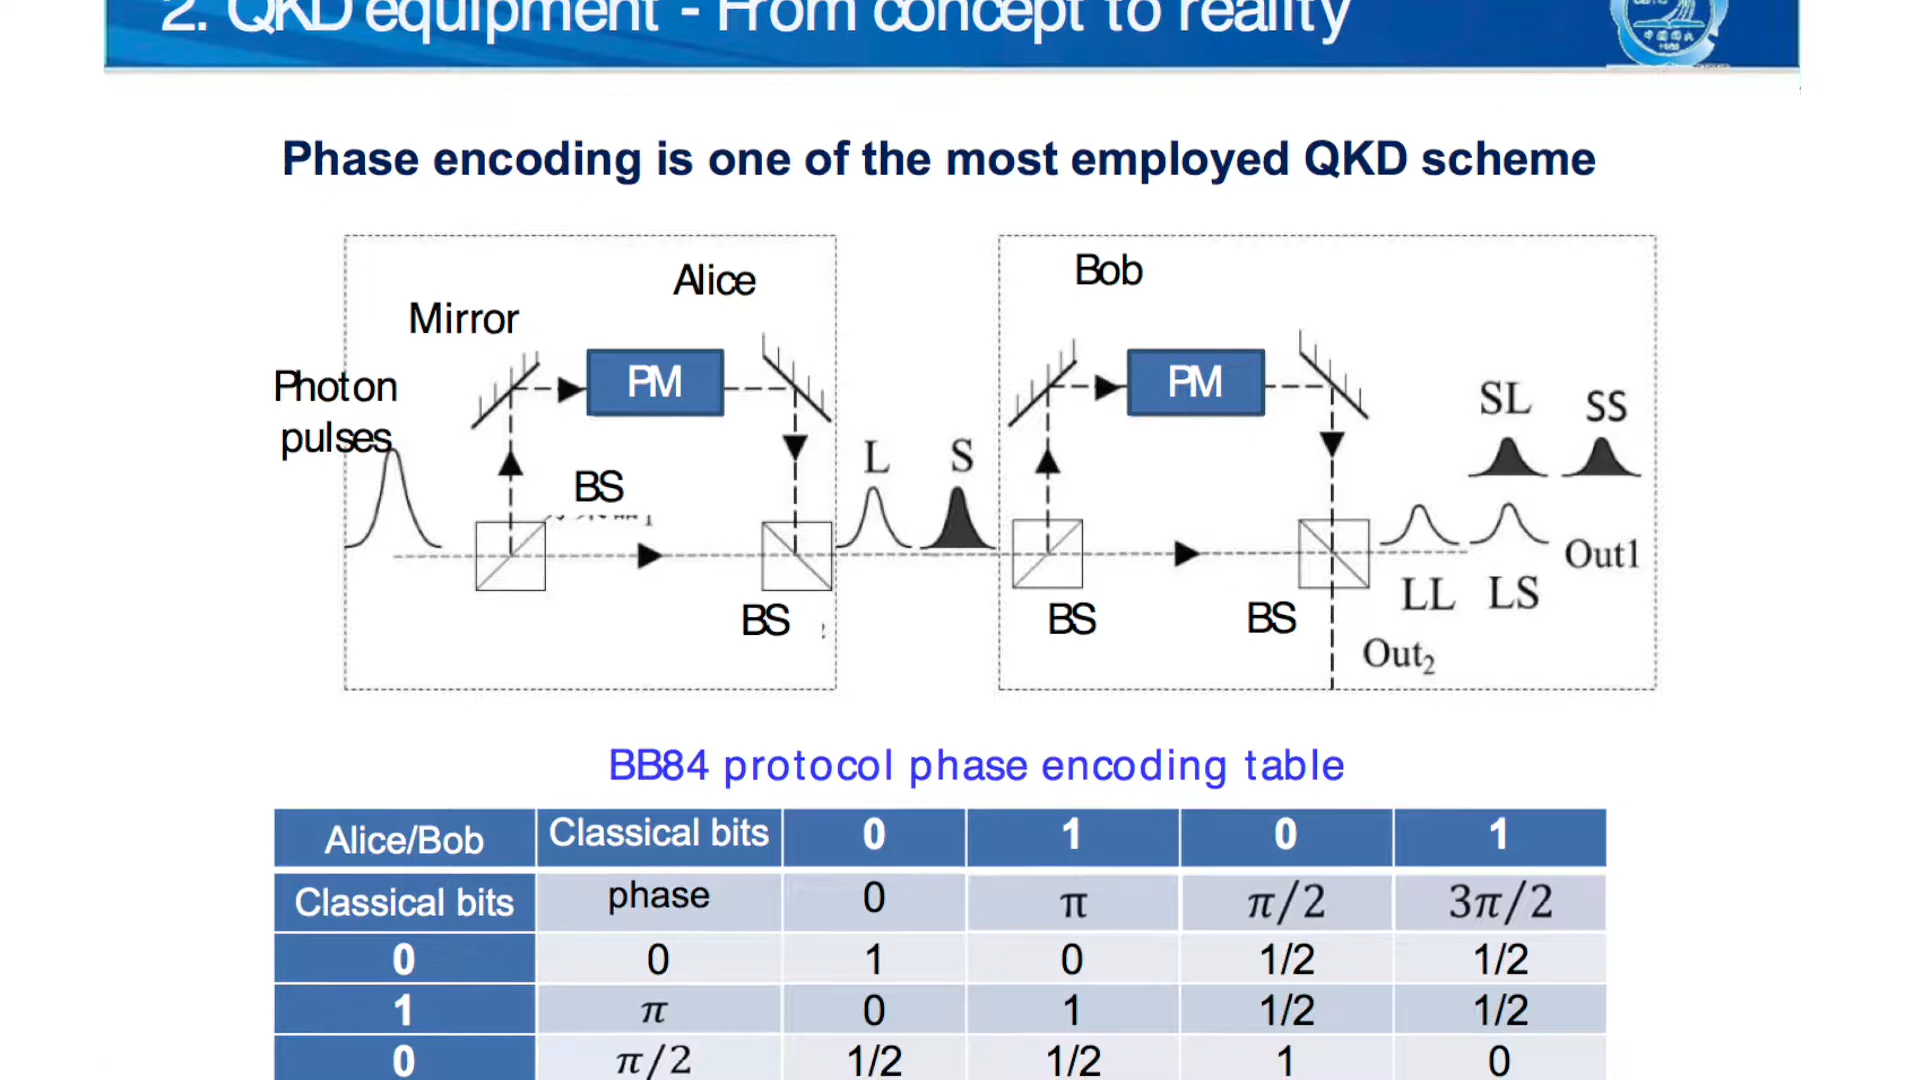 2. QKD equipment - From concept to reality
Phase encoding is one of the most employed QKD scheme
Alice
Bob
Mirror
Photon
pulses
PM
PM
SL
SS
L
S
BS
Out1
LL
LS
BS
BS
BS
Out2
BB84 protocol phase encoding table
Alice/Bob Classical bits 0 1 0 1
Classical bits phase 0 π π/2 3π/2
0 0 1 0 1/2 1/2
1 π 0 1 1/2 1/2
0 π/2 1/2 1/2 1 0